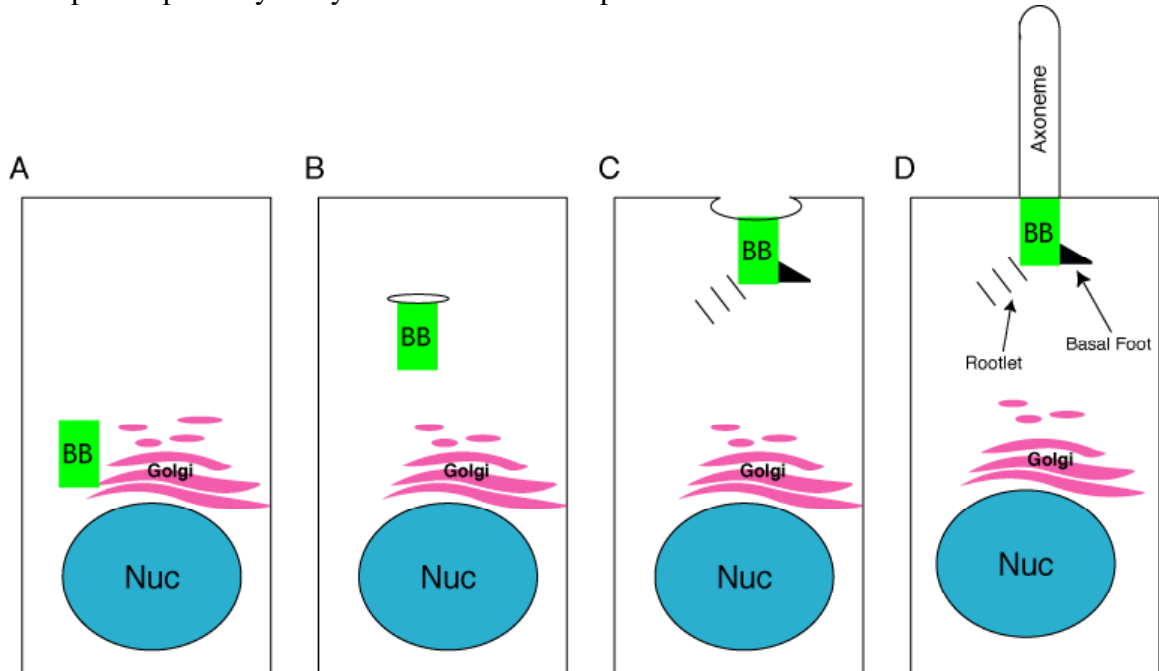 A
BB
Golgi
Nuc
B
BB
Golgi
Nuc
C
BB
Golgi
Nuc
D
Axoneme
BB
Rootlet
Basal Foot
Golgi
Nuc